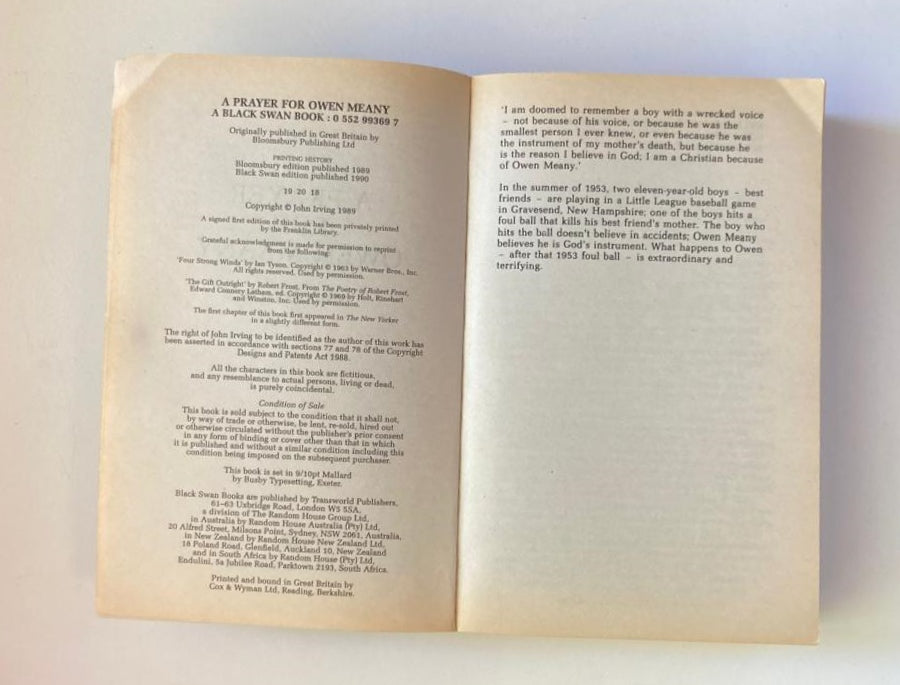 A PRAYER FOR OWEN MEANY
A BLACK SWAN BOOK : 0 552 99369 7
Originally published in Great Britain by
Bloomsbury Publishing Ltd
PRINTING HISTORY
Bloomsbury edition published 1989
Black Swan edition published 1990
19 20 18
Copyright © John Irving 1989
A signed first edition of this book has been privately printed
by the Franklin Library.
Grateful acknowledgment is made for permission to reprint
from the following:
'Four Strong Winds' by Ian Tyson. Copyright © 1963 by Warner Bros., Inc.
All rights reserved. Used by permission.
'The Gift Outright' by Robert Frost. From The Poetry of Robert Frost,
Edward Connery Lathem, ed. Copyright © 1969 by Holt, Rinehart
and Winston, Inc. Used by permission.
The first chapter of this book first appeared in The New Yorker
in a slightly different form.
The right of John Irving to be identified as the author of this work has
been asserted in accordance with sections 77 and 78 of the Copyright
Designs and Patents Act 1988.
All the characters in this book are fictitious,
and any resemblance to actual persons, living or dead,
is purely coincidental.
Condition of Sale
This book is sold subject to the condition that it shall not,
by way of trade or otherwise, be lent, re-sold, hired out
or otherwise circulated without the publisher's prior consent
in any form of binding or cover other than that in which
it is published and without a similar condition including this
condition being imposed on the subsequent purchaser.
This book is set in 9/10pt Mallard
by Busby Typesetting, Exeter.
Black Swan Books are published by Transworld Publishers,
61–63 Uxbridge Road, London W5 5SA,
a division of The Random House Group Ltd,
in Australia by Random House Australia (Pty) Ltd,
20 Alfred Street, Milsons Point, Sydney, NSW 2061, Australia,
in New Zealand by Random House New Zealand Ltd,
18 Poland Road, Glenfield, Auckland 10, New Zealand
and in South Africa by Random House (Pty) Ltd,
Endulini, 5a Jubilee Road, Parktown 2193, South Africa.
Printed and bound in Great Britain by
Cox & Wyman Ltd, Reading, Berkshire.
'I am doomed to remember a boy with a wrecked voice
– not because of his voice, or because he was the
smallest person I ever knew, or even because he was
the instrument of my mother's death, but because he
is the reason I believe in God; I am a Christian because
of Owen Meany.'
In the summer of 1953, two eleven-year-old boys – best
friends – are playing in a Little League baseball game
in Gravesend, New Hampshire; one of the boys hits a
foul ball that kills his best friend's mother. The boy who
hits the ball doesn't believe in accidents; Owen Meany
believes he is God's instrument. What happens to Owen
– after that 1953 foul ball – is extraordinary and
terrifying.